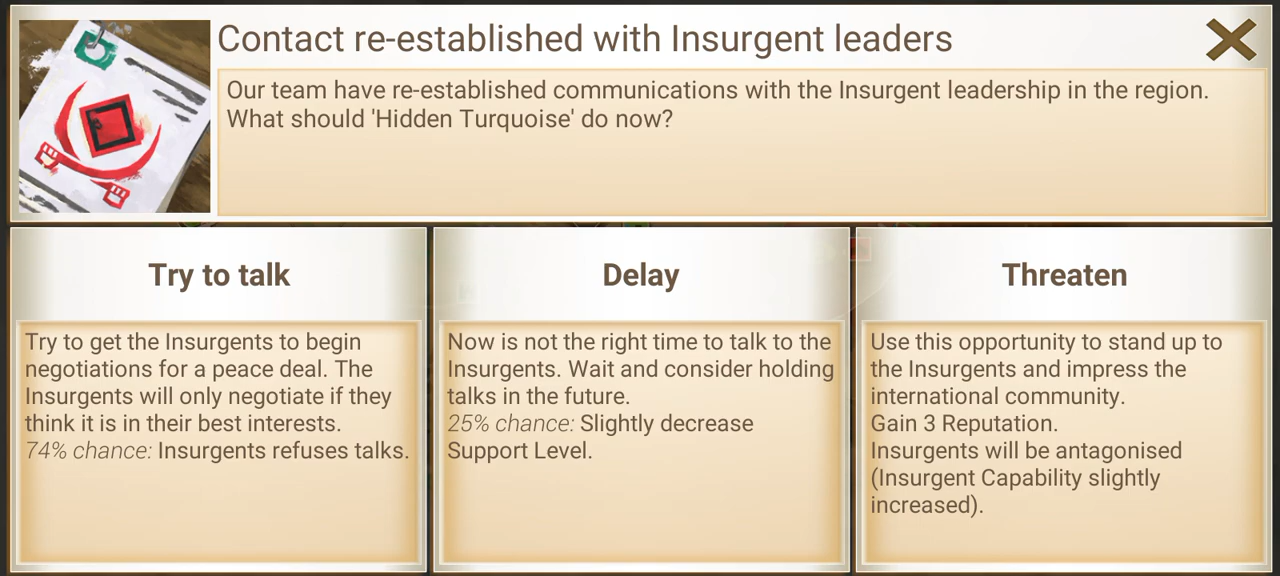 Contact re-established with Insurgent leaders
Our team have re-established communications with the Insurgent leadership in the region.
What should 'Hidden Turquoise' do now?
Try to talk
Try to get the Insurgents to begin
negotiations for a peace deal. The
Insurgents will only negotiate if they
think it is in their best interests.
74% chance: Insurgents refuses talks.
Delay
Now is not the right time to talk to the
Insurgents. Wait and consider holding
talks in the future.
25% chance: Slightly decrease
Support Level.
Threaten
Use this opportunity to stand up to
the Insurgents and impress the
international community.
Gain 3 Reputation.
Insurgents will be antagonised
(Insurgent Capability slightly
increased).